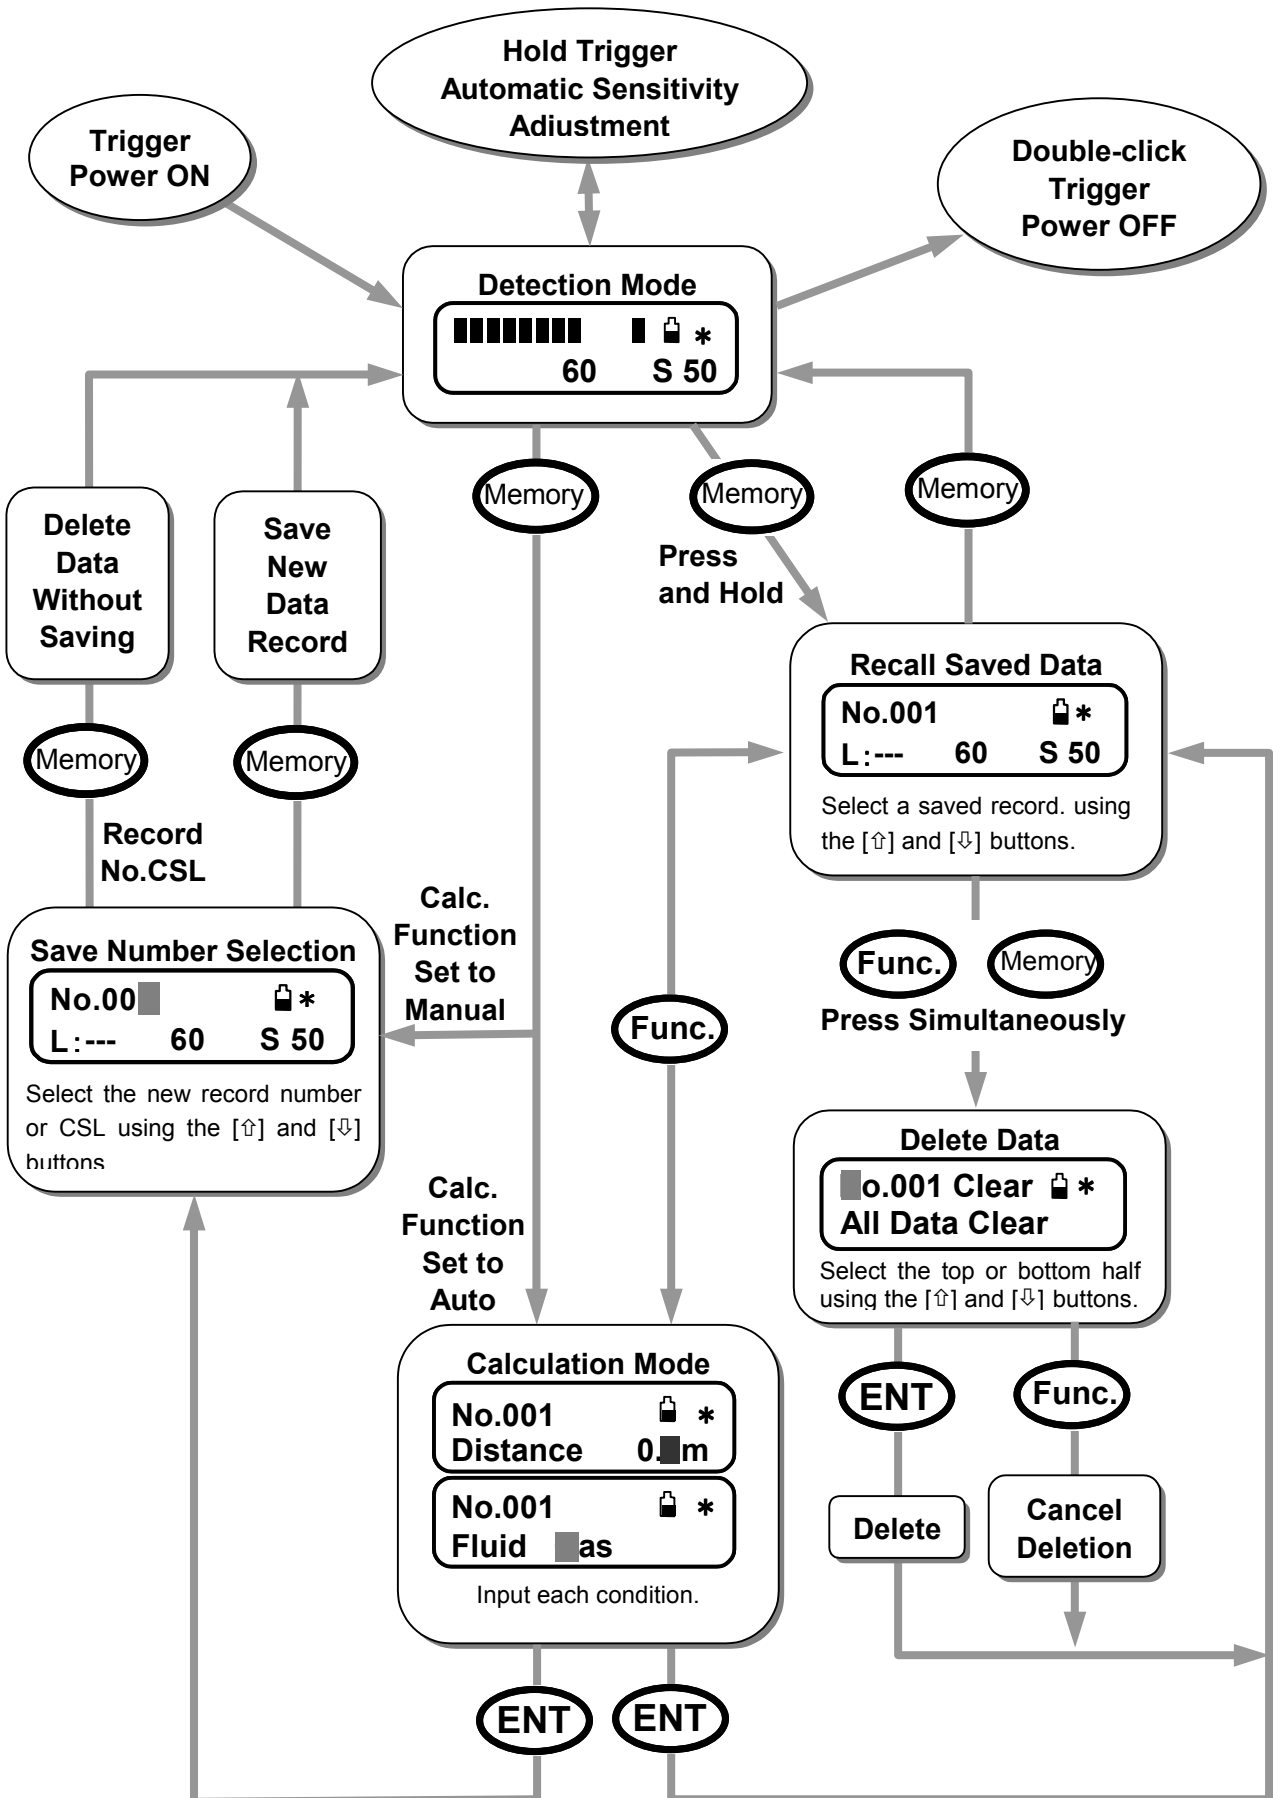 Hold Trigger
Automatic Sensitivity
Adiustment
Trigger
Power ON
Double-click
Trigger
Power OFF
Detection Mode
*
60 S 50
Memory
Memory
Memory
Press
and Hold
Delete
Data
Without
Saving
Save
New
Data
Record
Memory
Memory
Record
No.CSL
Recall Saved Data
No.001 *
L:--- 60 S 50
Select a saved record. using
the [⇧] and [⇩] buttons.
Save Number Selection
No.00 *
L:--- 60 S 50
Select the new record number
or CSL using the [⇧] and [⇩]
buttons
Calc.
Function
Set to
Manual
Func.
Func.
Memory
Press Simultaneously
Delete Data
o.001 Clear *
All Data Clear
Select the top or bottom half
using the [⇧] and [⇩] buttons.
Calc.
Function
Set to
Auto
Calculation Mode
No.001 *
Distance 0. m
No.001 *
Fluid as
Input each condition.
ENT
Func.
Delete
Cancel
Deletion
ENT
ENT